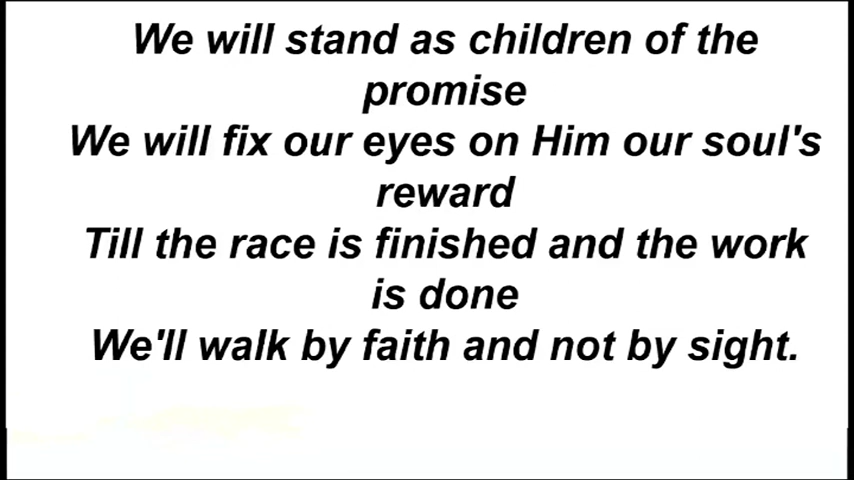 We will stand as children of the
promise
We will fix our eyes on Him our soul's
reward
Till the race is finished and the work
is done
We'll walk by faith and not by sight.